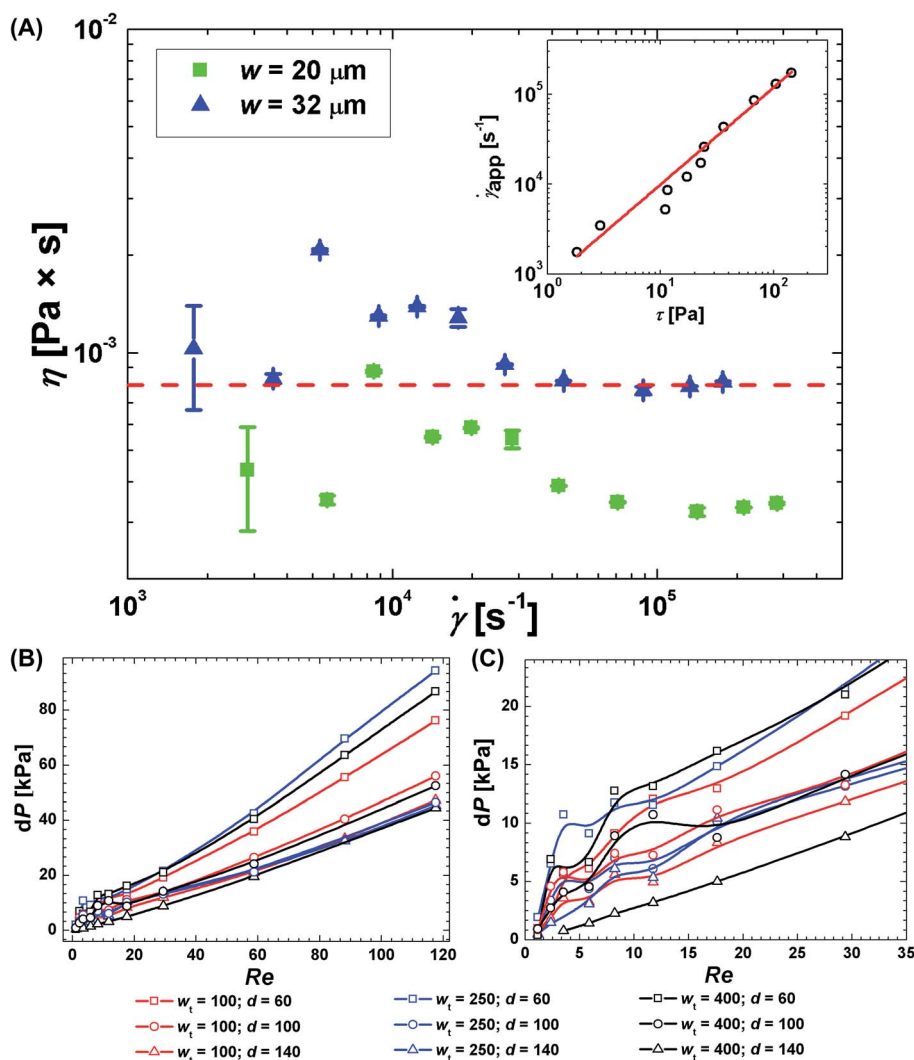 (A)
10⁻²
10⁻³
η [Pa × s]
w = 20 μm
w = 32 μm
10⁵
10⁴
10³
γ̇app [s⁻¹]
10⁰ 10¹ 10²
τ [Pa]
10³ 10⁴ 10⁵
γ̇ [s⁻¹]
(B)
80
60
40
20
0
dP [kPa]
0 20 40 60 80 100 120
Re
(C)
20
15
10
5
0
dP [kPa]
0 5 10 15 20 25 30 35
Re
wt = 100; d = 60 wt = 250; d = 60 wt = 400; d = 60
wt = 100; d = 100 wt = 250; d = 100 wt = 400; d = 100
wt = 100; d = 140 wt = 250; d = 140 wt = 400; d = 140